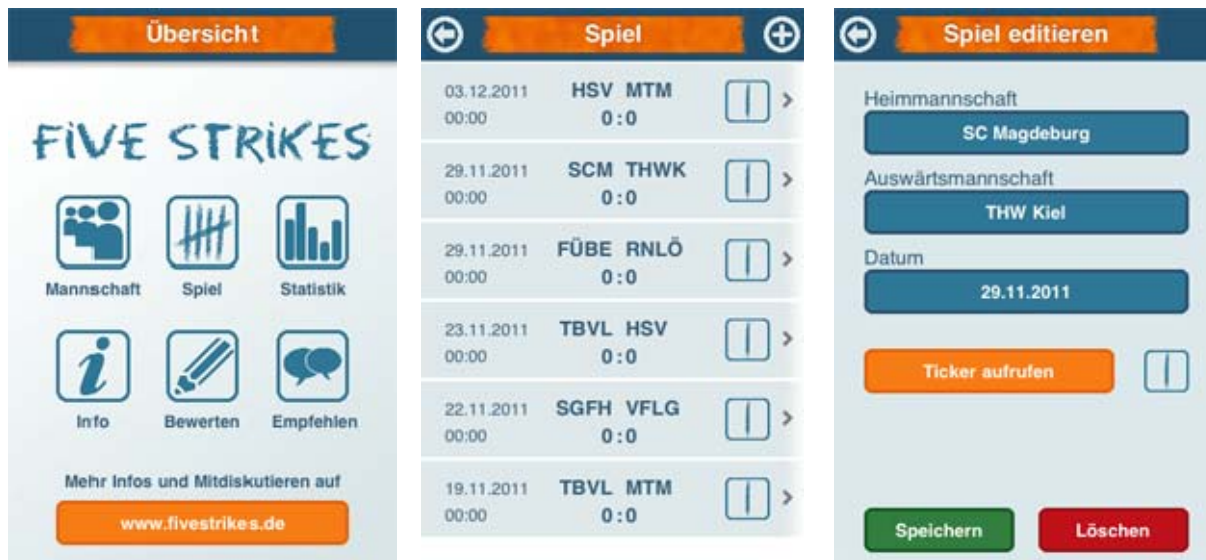 Übersicht
FiVE STRiKES
Mannschaft Spiel Statistik
Info Bewerten Empfehlen
Mehr Infos und Mitdiskutieren auf
www.fivestrikes.de
Spiel
03.12.2011 HSV MTM
00:00 0:0
29.11.2011 SCM THWK
00:00 0:0
29.11.2011 FÜBE RNLÖ
00:00 0:0
23.11.2011 TBVL HSV
00:00 0:0
22.11.2011 SGFH VFLG
00:00 0:0
19.11.2011 TBVL MTM
00:00 0:0
Spiel editieren
Heimmannschaft
SC Magdeburg
Auswärtsmannschaft
THW Kiel
Datum
29.11.2011
Ticker aufrufen
Speichern Löschen